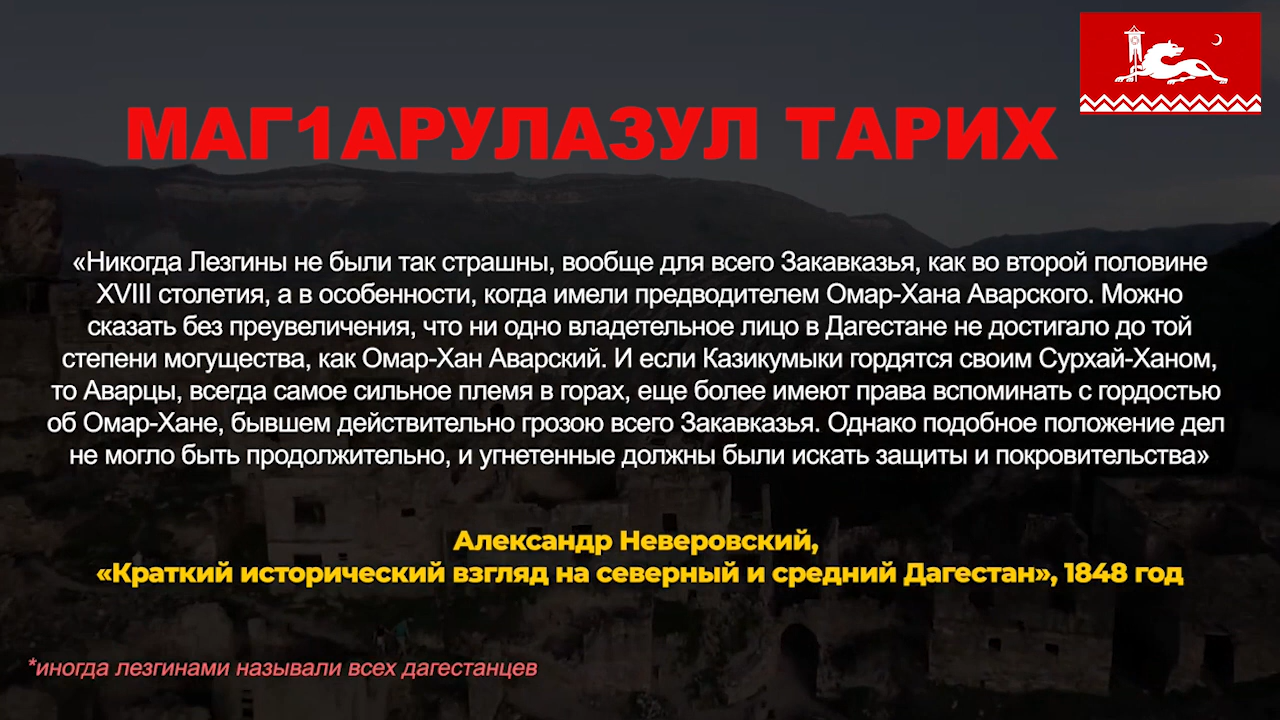 МАГ1АРУЛАЗУЛ ТАРИХ
«Никогда Лезгины не были так страшны, вообще для всего Закавказья, как во второй половине
XVIII столетия, а в особенности, когда имели предводителем Омар-Хана Аварского. Можно
сказать без преувеличения, что ни одно владетельное лицо в Дагестане не достигало до той
степени могущества, как Омар-Хан Аварский. И если Казикумыки гордятся своим Сурхай-Ханом,
то Аварцы, всегда самое сильное племя в горах, еще более имеют права вспоминать с гордостью
об Омар-Хане, бывшем действительно грозою всего Закавказья. Однако подобное положение дел
не могло быть продолжительно, и угнетенные должны были искать защиты и покровительства»
Александр Неверовский,
«Краткий исторический взгляд на северный и средний Дагестан», 1848 год
*иногда лезгинами называли всех дагестанцев